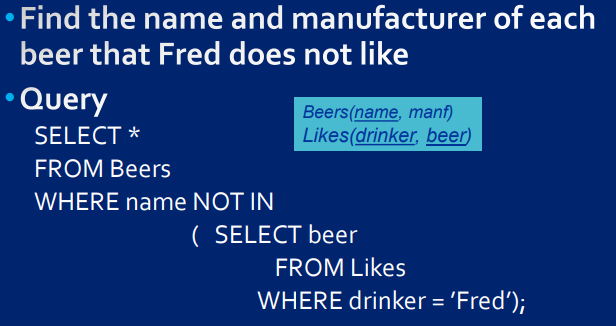 • Find the name and manufacturer of each
beer that Fred does not like
• Query
Beers(name, manf)
Likes(drinker, beer)
SELECT *
FROM Beers
WHERE name NOT IN
( SELECT beer
FROM Likes
WHERE drinker = ’Fred’);